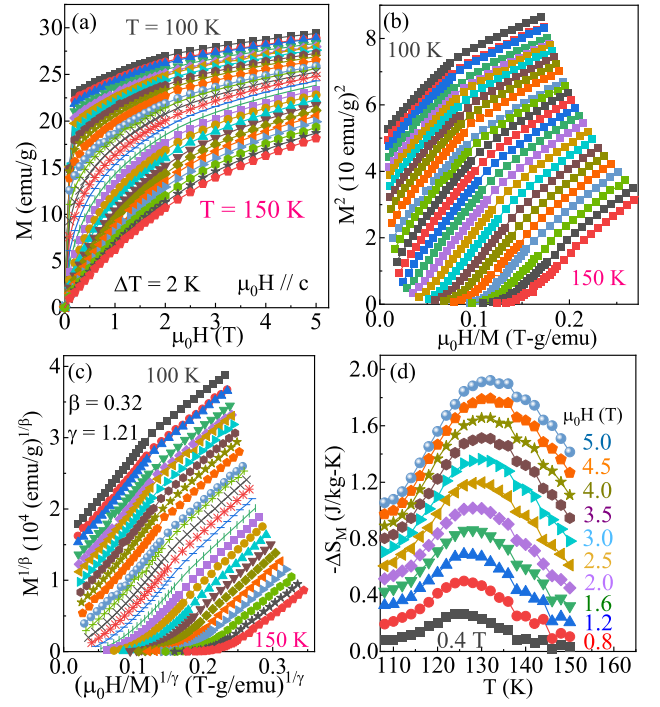 (a)
T = 100 K
T = 150 K
ΔT = 2 K
μ₀H // c
30
25
20
15
10
5
0
0 1 2 3 4 5
M (emu/g)
μ₀H (T)
(b)
100 K
150 K
8
6
4
2
0
0.0 0.1 0.2
M² (10 emu/g)²
μ₀H/M (T-g/emu)
(c)
100 K
β = 0.32
γ = 1.21
150 K
4
3
2
1
0
0.0 0.1 0.2 0.3
M^{1/β} (10⁴ (emu/g)^{1/β})
(μ₀H/M)^{1/γ} (T-g/emu)^{1/γ}
(d)
μ₀H (T)
5.0
4.5
4.0
3.5
3.0
2.5
2.0
1.6
1.2
0.8
0.4 T
2.0
1.6
1.2
0.8
0.4
0.0
110 120 130 140 150 160
-ΔS_M (J/kg-K)
T (K)